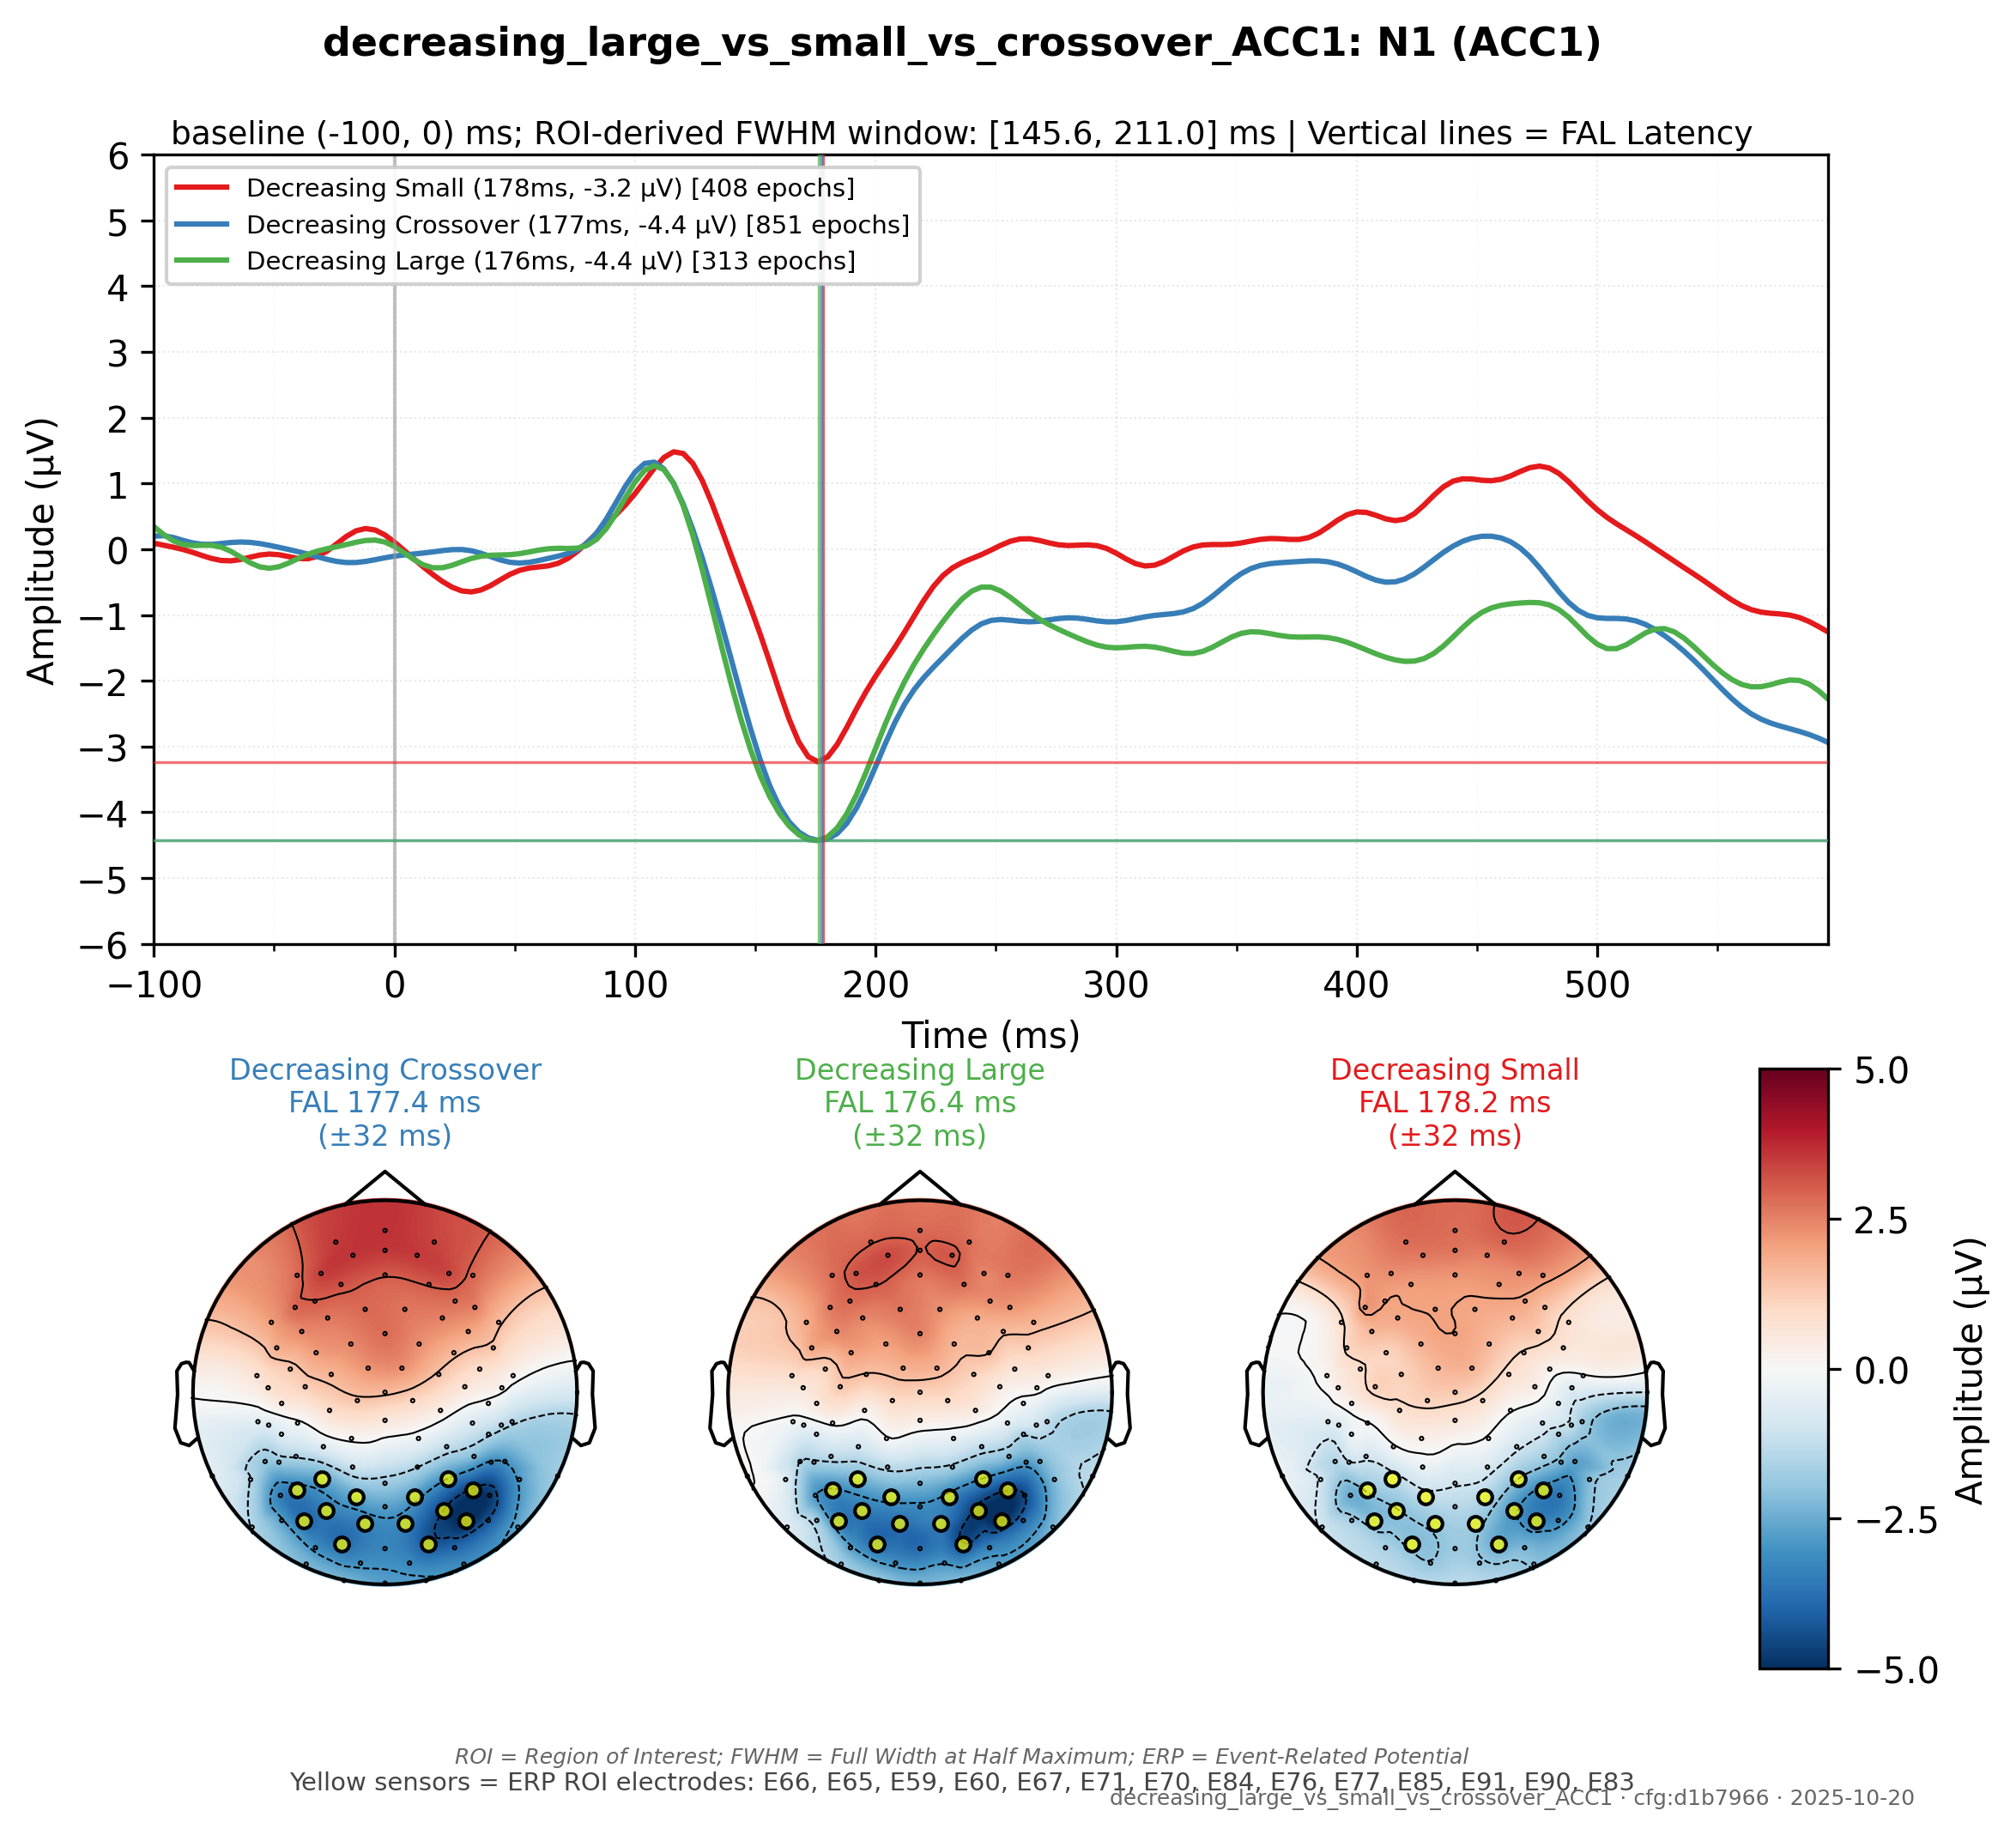 decreasing_large_vs_small_vs_crossover_ACC1: N1 (ACC1)
baseline (-100, 0) ms; ROI-derived FWHM window: [145.6, 211.0] ms | Vertical lines = FAL Latency
Decreasing Small (178ms, -3.2 µV) [408 epochs]
Decreasing Crossover (177ms, -4.4 µV) [851 epochs]
Decreasing Large (176ms, -4.4 µV) [313 epochs]
Amplitude (µV)
6
5
4
3
2
1
0
−1
−2
−3
−4
−5
−6
−100
0
100
200
300
400
500
Time (ms)
Decreasing Crossover
FAL 177.4 ms
(±32 ms)
Decreasing Large
FAL 176.4 ms
(±32 ms)
Decreasing Small
FAL 178.2 ms
(±32 ms)
5.0
2.5
0.0
−2.5
−5.0
Amplitude (µV)
ROI = Region of Interest; FWHM = Full Width at Half Maximum; ERP = Event-Related Potential
Yellow sensors = ERP ROI electrodes: E66, E65, E59, E60, E67, E71, E70, E84, E76, E77, E85, E91, E90, E83
decreasing_large_vs_small_vs_crossover_ACC1 · cfg:d1b7966 · 2025-10-20